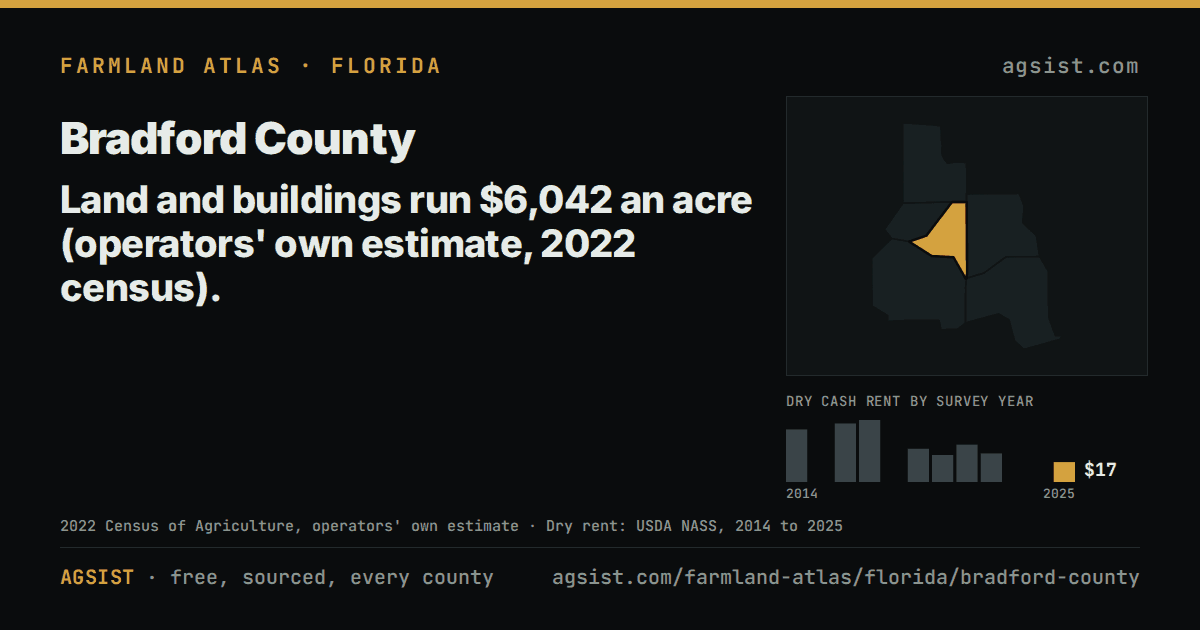 FARMLAND ATLAS · FLORIDA
agsist.com
Bradford County
Land and buildings run $6,042 an acre
(operators' own estimate, 2022
census).
DRY CASH RENT BY SURVEY YEAR
$17
2014
2025
2022 Census of Agriculture, operators' own estimate · Dry rent: USDA NASS, 2014 to 2025
AGSIST · free, sourced, every county
agsist.com/farmland-atlas/florida/bradford-county